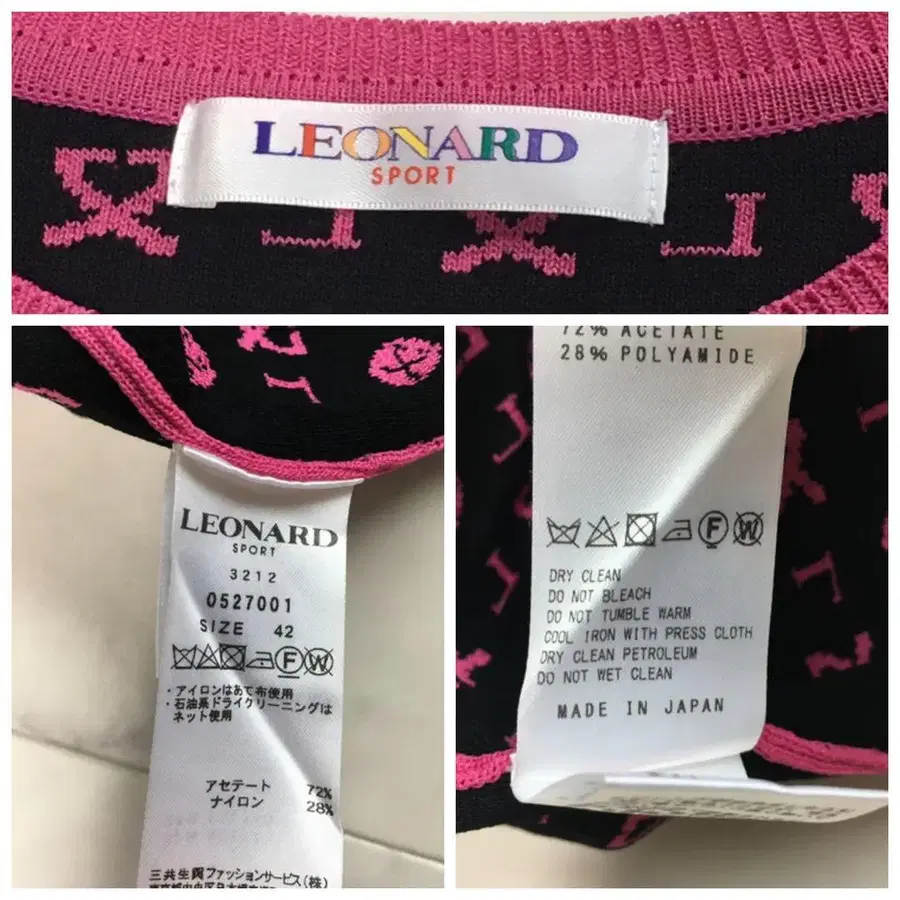 LEONARD
SPORT
LEONARD
SPORT
3212
0527001
SIZE 42
・アイロンはあて布使用
・石油系ドライクリーニングは
ネット使用
アセテート 72%
ナイロン 28%
三共生興ファッションサービス(株)
72% ACETATE
28% POLYAMIDE
F W
DRY CLEAN
DO NOT BLEACH
DO NOT TUMBLE WARM
COOL IRON WITH PRESS CLOTH
DRY CLEAN PETROLEUM
DO NOT WET CLEAN
MADE IN JAPAN